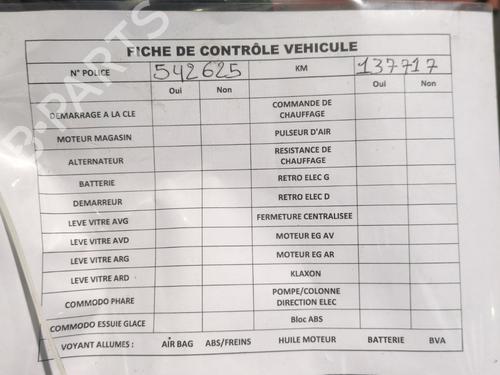 B-PARTS
FICHE DE CONTRÔLE VEHICULE
N° POLICE 542625 KM 137717
Oui Non Oui Non
DEMARRAGE A LA CLE COMMANDE DE CHAUFFAGE
MOTEUR MAGASIN PULSEUR D'AIR
ALTERNATEUR RESISTANCE DE CHAUFFAGE
BATTERIE RETRO ELEC G
DEMARREUR RETRO ELEC D
LEVE VITRE AVG FERMETURE CENTRALISEE
LEVE VITRE AVD MOTEUR EG AV
LEVE VITRE ARG MOTEUR EG AR
LEVE VITRE ARD KLAXON
COMMODO PHARE POMPE/COLONNE DIRECTION ELEC
COMMODO ESSUIE GLACE Bloc ABS
VOYANT ALLUMES : AIR BAG ABS/FREINS HUILE MOTEUR BATTERIE BVA